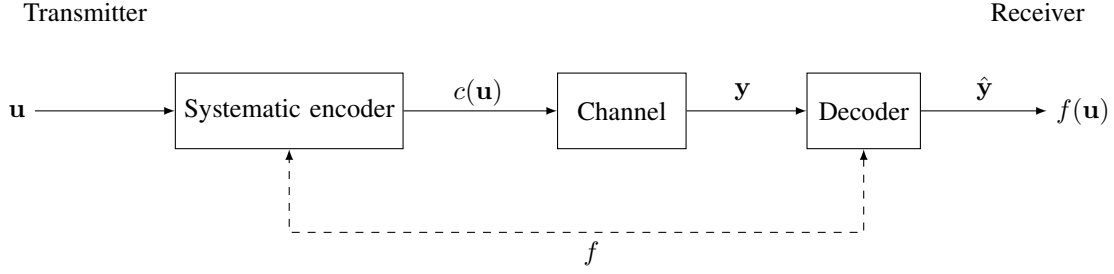 Transmitter Receiver
u Systematic encoder c(u) Channel y Decoder ŷ f(u)
f